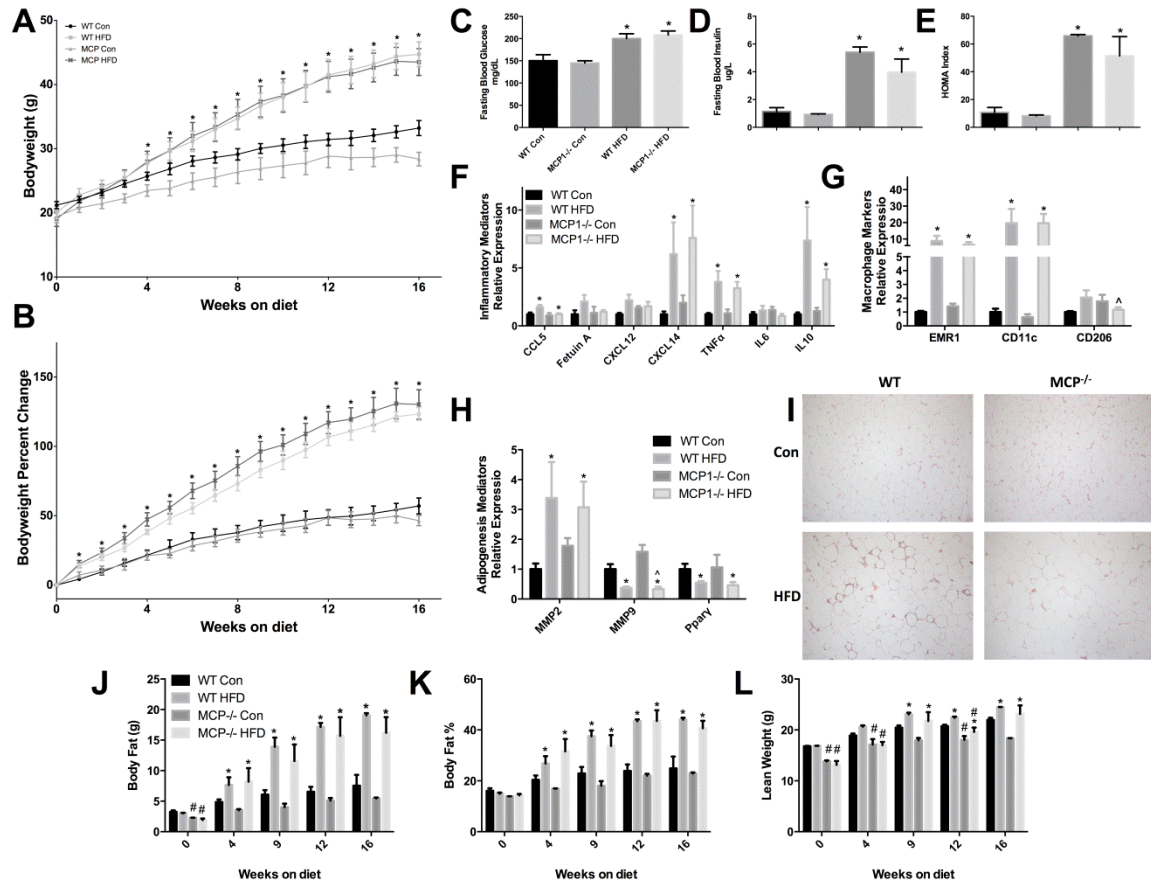 A
WT Con
WT HFD
MCP Con
MCP HFD
Bodyweight (g)
50
40
30
20
10
0
4
8
12
16
Weeks on diet
* * * * * * * * * * * * *
B
Bodyweight Percent Change
150
100
50
0
0
4
8
12
16
Weeks on diet
* * * * * * * * * * * * * * * *
C
Fasting Blood Glucose
mg/dL
250
200
150
100
50
0
* *
WT Con
MCP1-/- Con
WT HFD
MCP1-/- HFD
D
Fasting Blood Insulin
ug/L
8
6
4
2
0
* *
E
HOMA Index
80
60
40
20
0
* *
F
Inflammatory Mediators
Relative Expression
WT Con
WT HFD
MCP1-/- Con
MCP1-/- HFD
10
5
0
* * * * * * * *
CCL5
Fetuin A
CXCL12
CXCL14
TNFα
IL6
IL10
G
Macrophage Markers
Relative Expressio
40
30
20
10
5
4
3
2
1
0
* * * * ^
EMR1
CD11c
CD206
H
Adipogenesis Mediators
Relative Expressio
WT Con
WT HFD
MCP1-/- Con
MCP1-/- HFD
5
4
3
2
1
0
* * * ^ * * *
MMP2
MMP9
Pparγ
I
WT
MCP-/-
Con
HFD
J
WT Con
WT HFD
MCP-/- Con
MCP-/- HFD
Body Fat (g)
25
20
15
10
5
0
# # * * * * * * * *
0
4
9
12
16
Weeks on diet
K
Body Fat %
60
40
20
0
* * * * * * * *
0
4
9
12
16
Weeks on diet
L
Lean Weight (g)
30
20
10
0
# # # # * * # # * * *
0
4
9
12
16
Weeks on diet